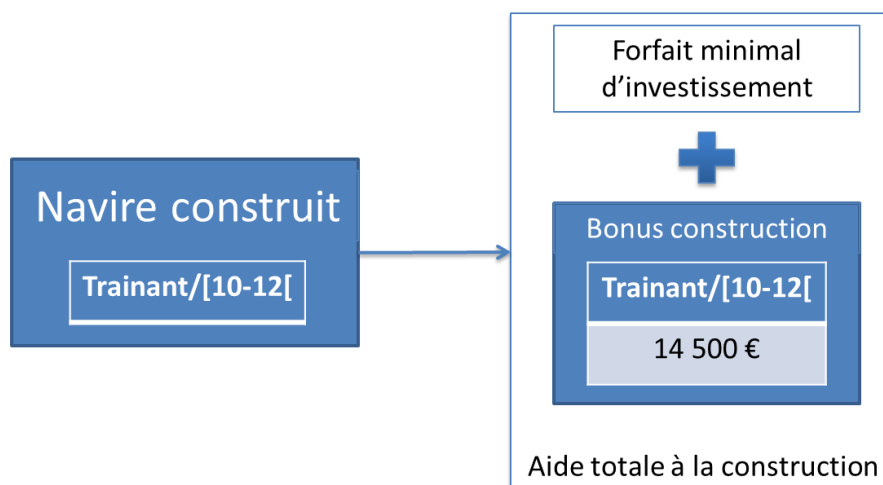 Navire construit
Trainant/[10-12[
Forfait minimal
d’investissement
Bonus construction
Trainant/[10-12[
14 500 €
Aide totale à la construction